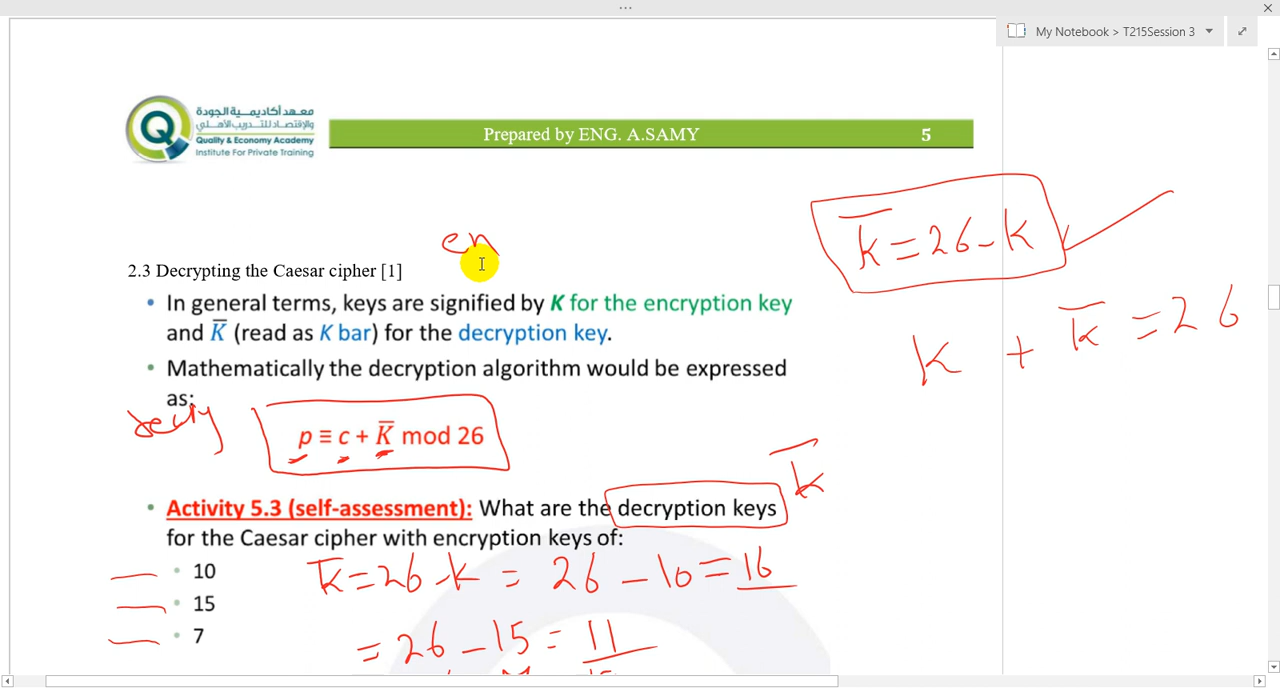 ...
My Notebook > T215Session 3
معهد أكاديمية الجودة
والإقتصاد للتدريب الأهلي
Quality & Economy Academy
Institute For Private Training
Prepared by ENG. A.SAMY 5
K̅ = 26 - K
en
2.3 Decrypting the Caesar cipher [1]
• In general terms, keys are signified by K for the encryption key
and K̅ (read as K bar) for the decryption key.
K + K̅ = 26
• Mathematically the decryption algorithm would be expressed
as:
p ≡ c + K̅ mod 26
K̅
• Activity 5.3 (self-assessment): What are the decryption keys
for the Caesar cipher with encryption keys of:
• 10 K̅ = 26 - K = 26 - 10 = 16
• 15
• 7 = 26 - 15 = 11